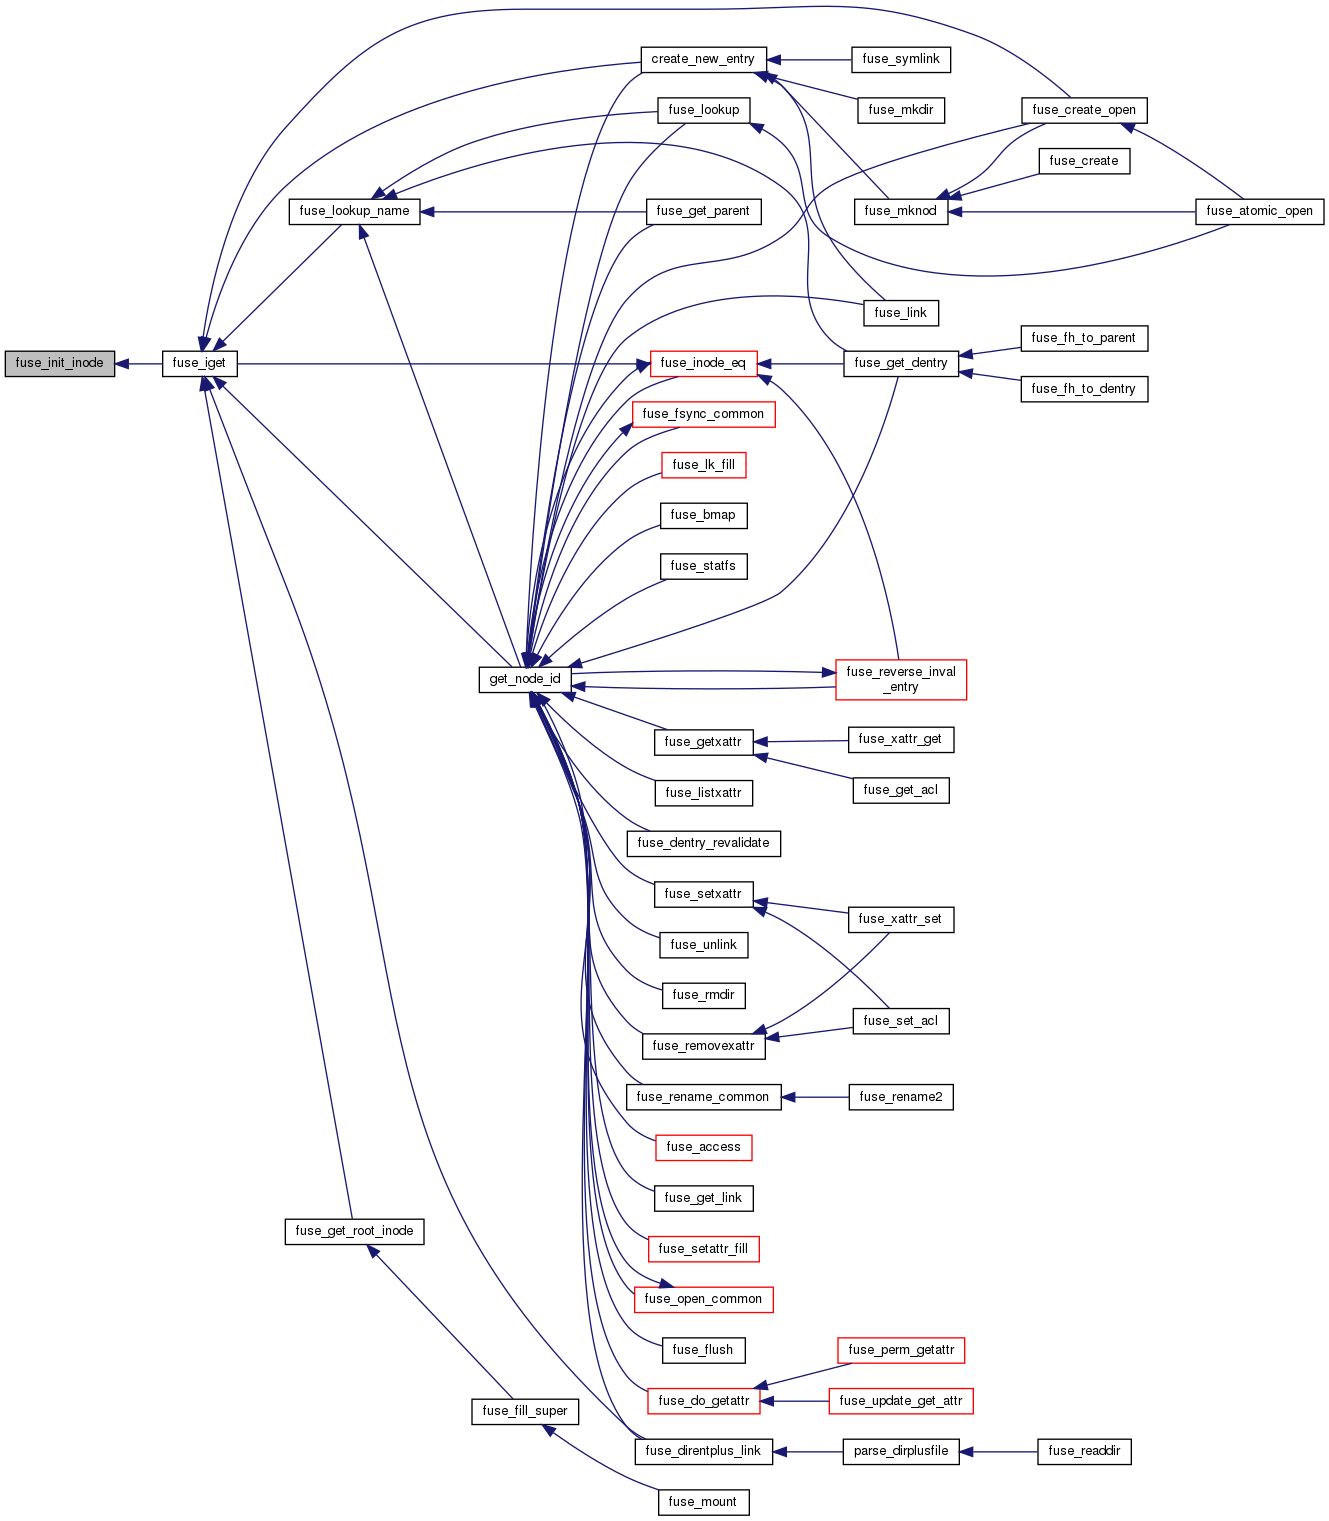 fuse_init_inode
fuse_iget
fuse_lookup_name
fuse_get_root_inode
get_node_id
fuse_fill_super
create_new_entry
fuse_lookup
fuse_get_parent
fuse_inode_eq
fuse_fsync_common
fuse_lk_fill
fuse_bmap
fuse_statfs
fuse_getxattr
fuse_listxattr
fuse_dentry_revalidate
fuse_setxattr
fuse_unlink
fuse_rmdir
fuse_removexattr
fuse_rename_common
fuse_access
fuse_get_link
fuse_setattr_fill
fuse_open_common
fuse_flush
fuse_do_getattr
fuse_direntplus_link
fuse_mount
fuse_symlink
fuse_mkdir
fuse_mknod
fuse_link
fuse_get_dentry
fuse_reverse_inval
_entry
fuse_xattr_get
fuse_get_acl
fuse_xattr_set
fuse_set_acl
fuse_rename2
fuse_perm_getattr
fuse_update_get_attr
parse_dirplusfile
fuse_create_open
fuse_create
fuse_fh_to_parent
fuse_fh_to_dentry
fuse_readdir
fuse_atomic_open